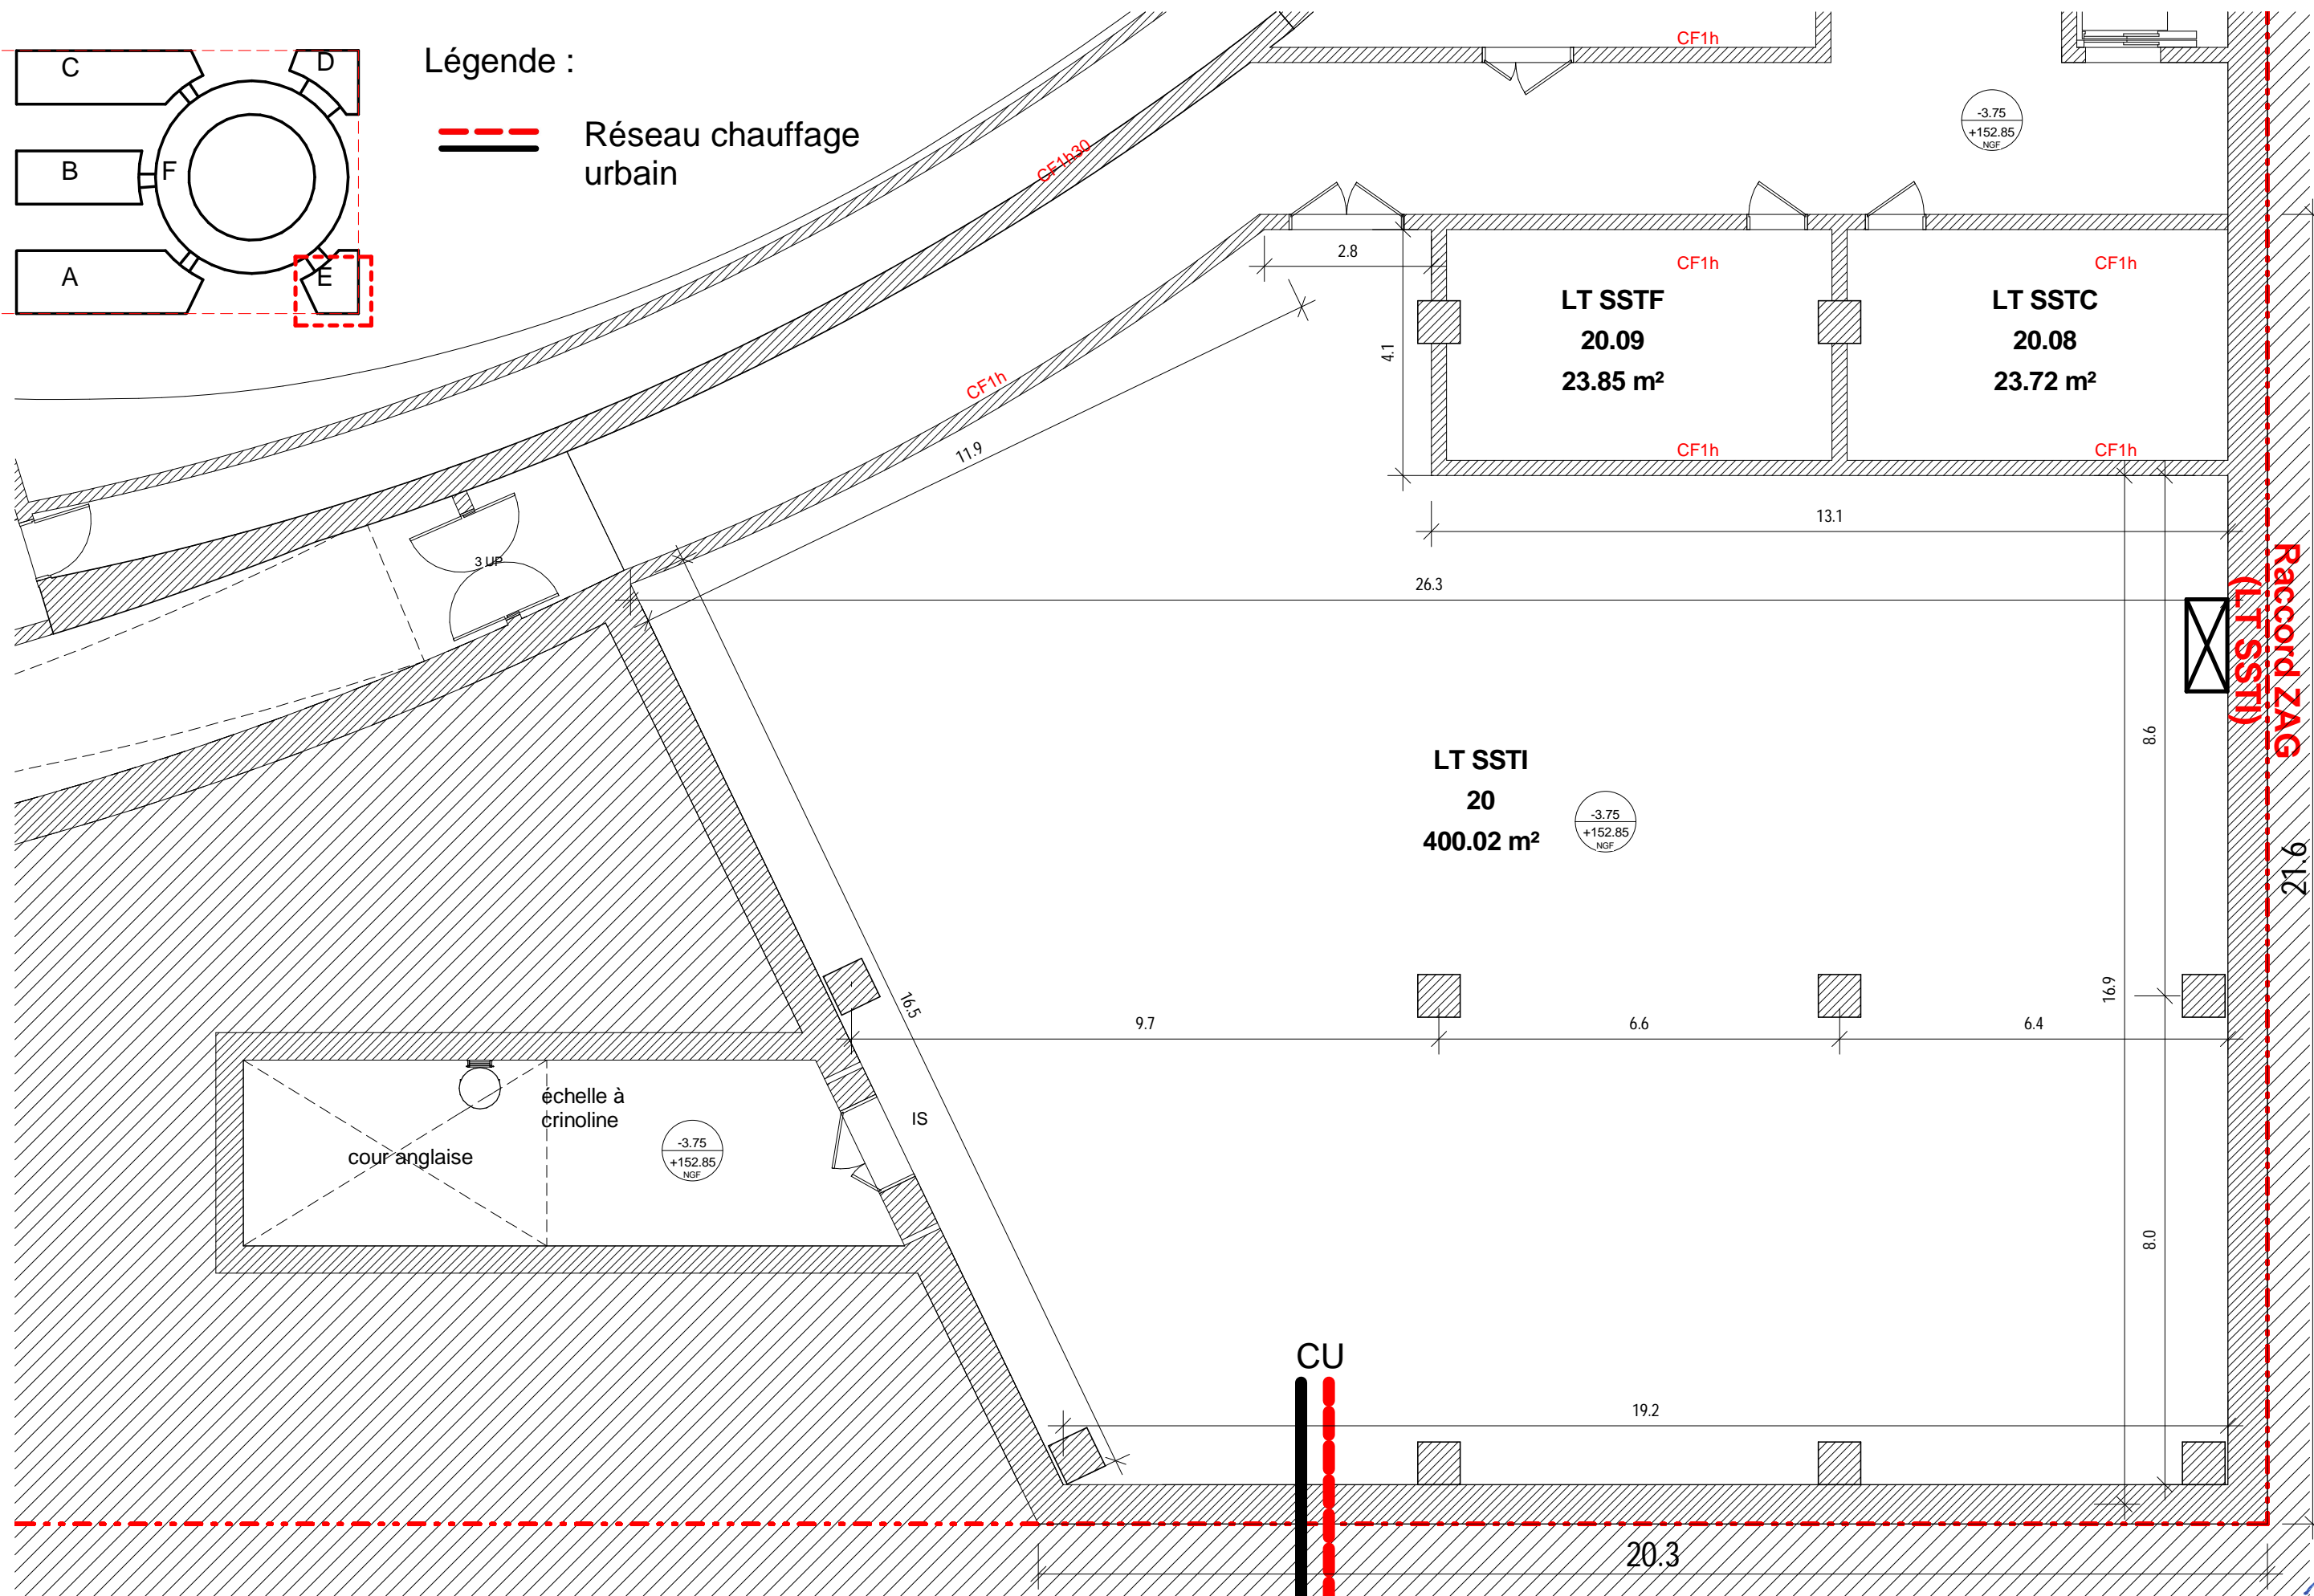 C
D
B
F
A
E
Légende :
Réseau chauffage
urbain
CF1h
CF1h30
-3.75
+152.85
NGF
2.8
CF1h
CF1h
LT SSTF
20.09
23.85 m²
LT SSTC
20.08
23.72 m²
4.1
CF1h
11.9
CF1h
CF1h
13.1
3 UP
26.3
Raccord ZAG
( LT SSTI)
8.6
LT SSTI
20
400.02 m²
-3.75
+152.85
NGF
21.6
16.9
16.5
9.7
6.6
6.4
échelle à
crinoline
IS
cour anglaise
-3.75
+152.85
NGF
8.0
CU
19.2
20.3